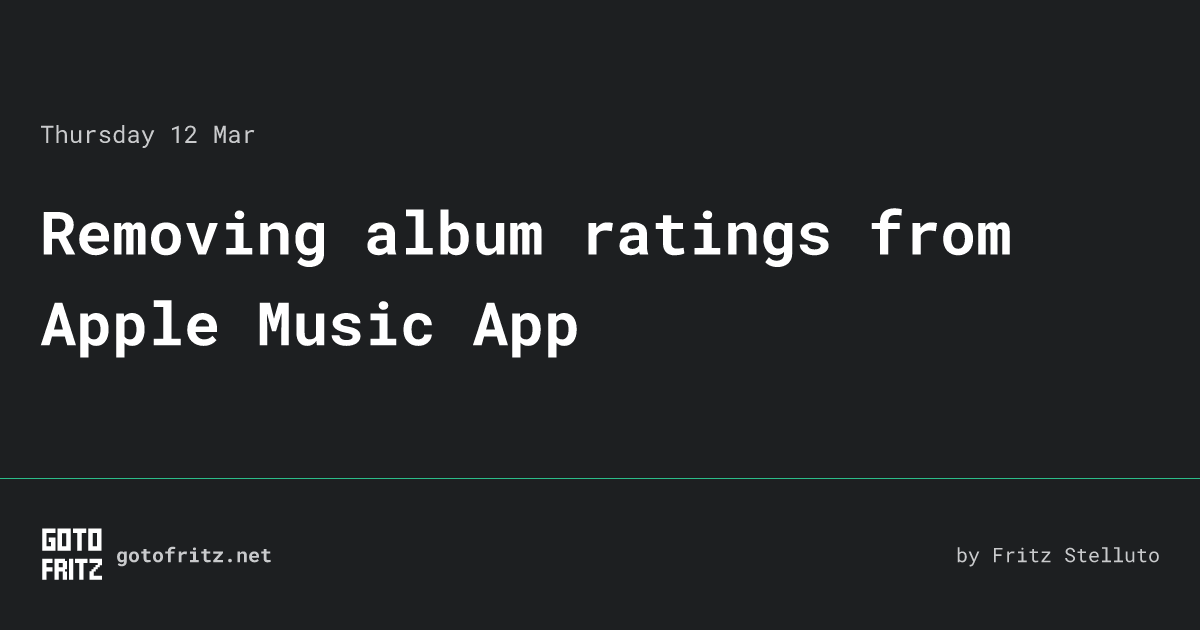 Thursday 12 Mar
Removing album ratings from
Apple Music App
GOTO
FRITZ
gotofritz.net
by Fritz Stelluto